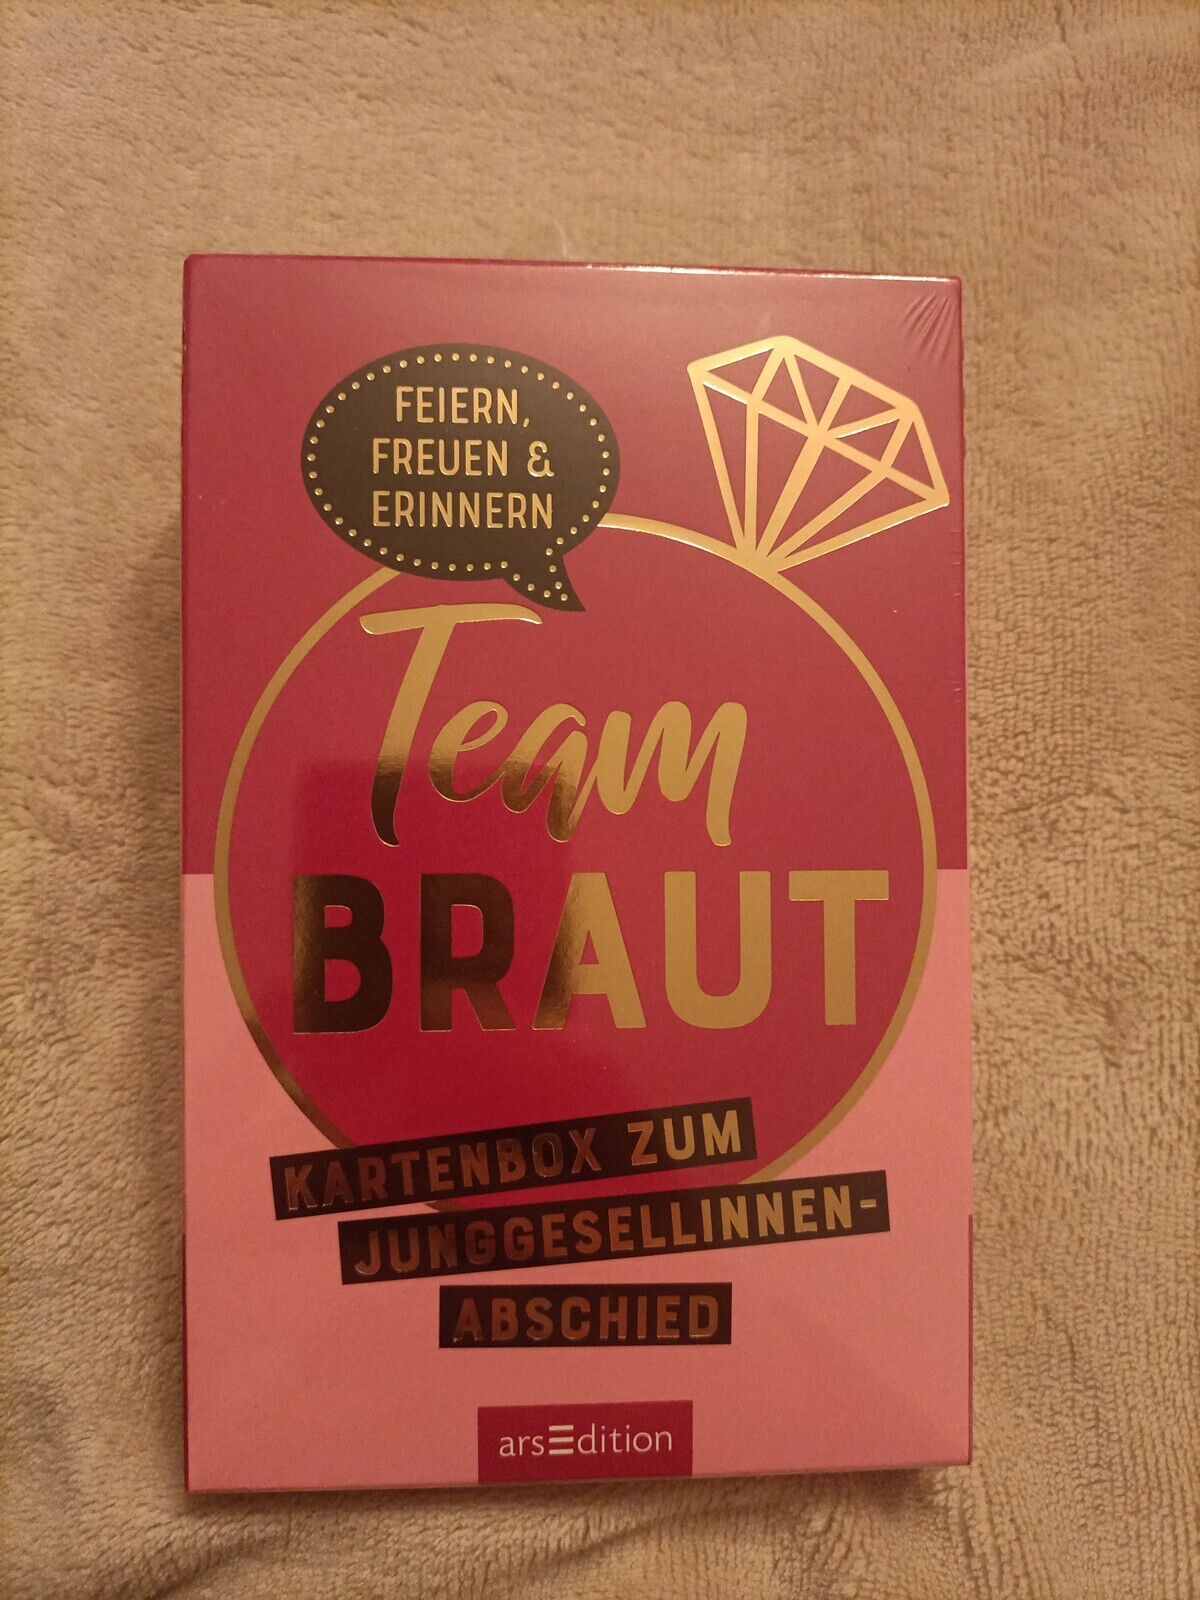 FEIERN,
FREUEN &
ERINNERN
Team
BRAUT
KARTENBOX ZUM
JUNGGESELLINNEN-
ABSCHIED
arsEdition